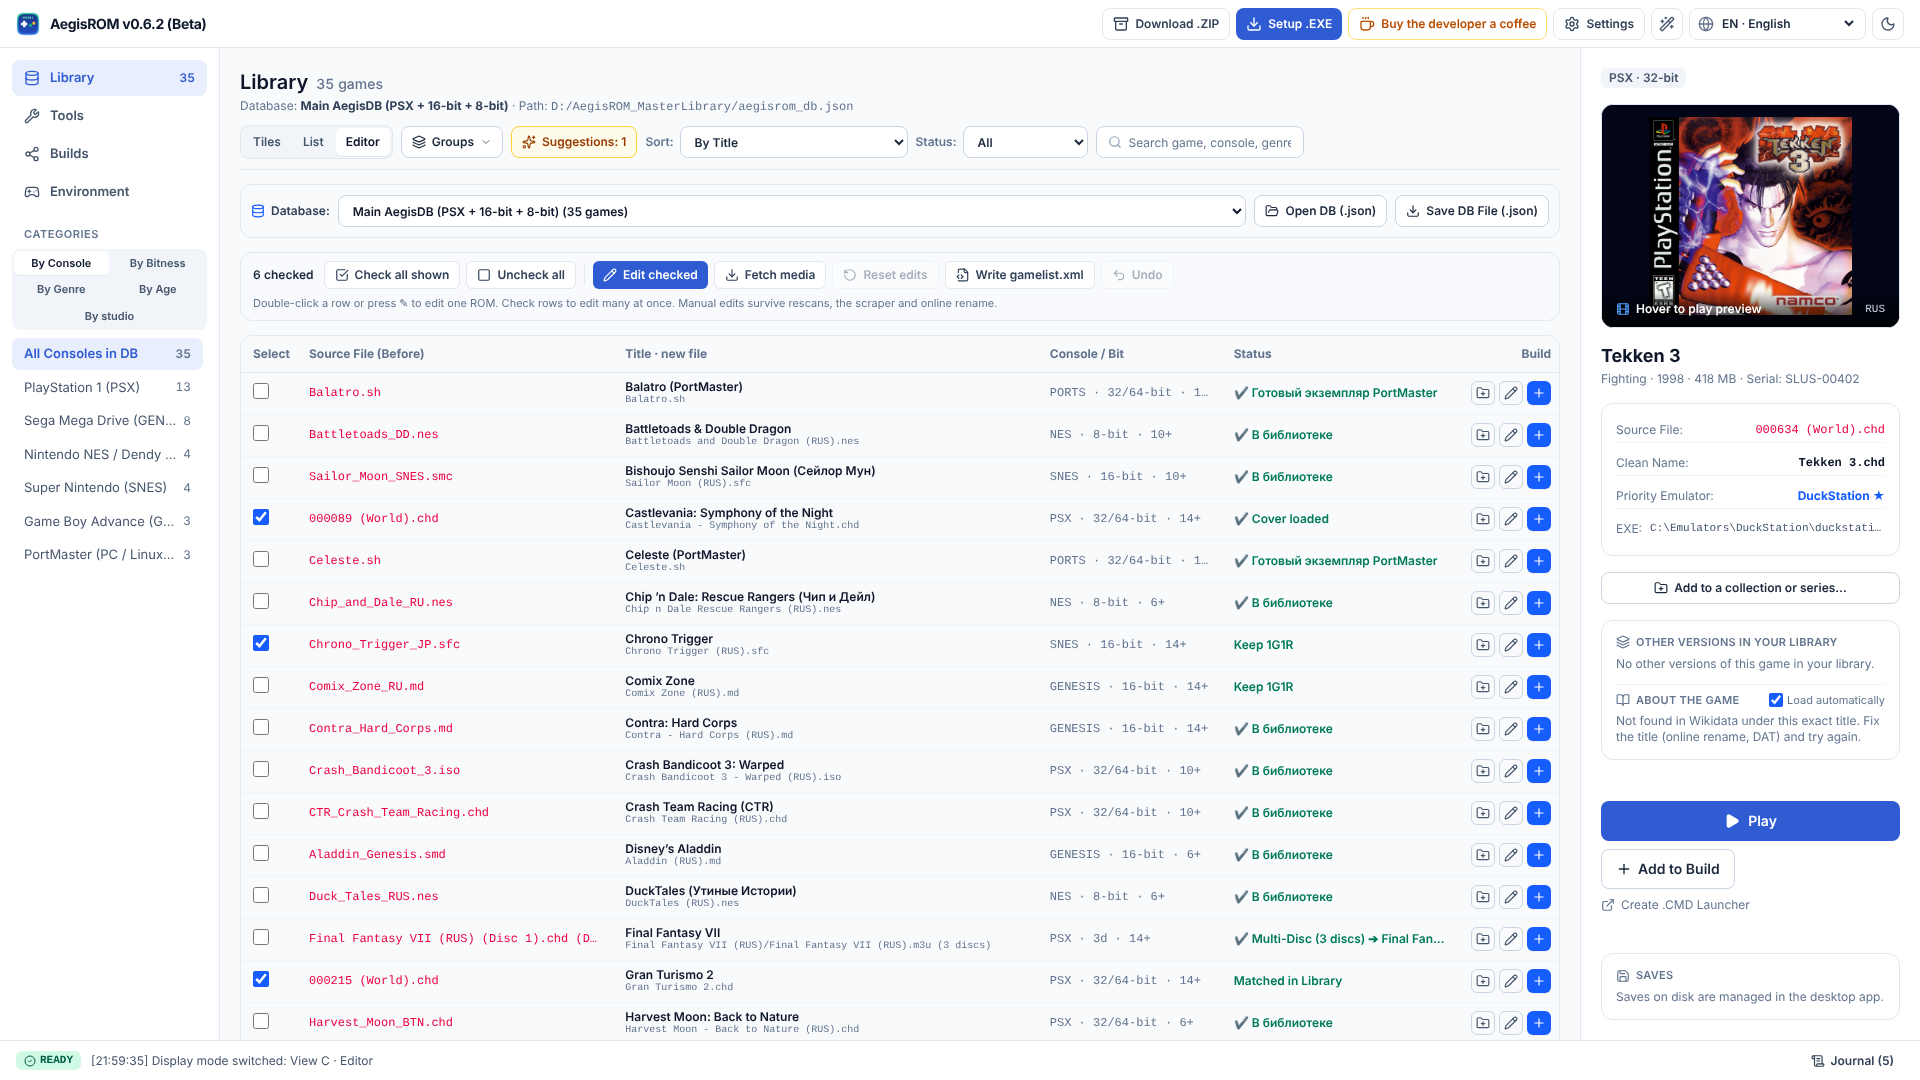 AegisROM v0.6.2 (Beta)
Download .ZIP
Setup .EXE
Buy the developer a coffee
Settings
EN · English
Library 35
Tools
Builds
Environment
CATEGORIES
By Console
By Bitness
By Genre
By Age
By studio
All Consoles in DB 35
PlayStation 1 (PSX) 13
Sega Mega Drive (GEN... 8
Nintendo NES / Dendy ... 4
Super Nintendo (SNES) 4
Game Boy Advance (G... 3
PortMaster (PC / Linux... 3
Library 35 games
Database: Main AegisDB (PSX + 16-bit + 8-bit) · Path: D:/AegisROM_MasterLibrary/aegisrom_db.json
Tiles
List
Editor
Groups
Suggestions: 1
Sort:
By Title
Status:
All
Search game, console, genre
Database:
Main AegisDB (PSX + 16-bit + 8-bit) (35 games)
Open DB (.json)
Save DB File (.json)
6 checked
Check all shown
Uncheck all
Edit checked
Fetch media
Reset edits
Write gamelist.xml
Undo
Double-click a row or press ✎ to edit one ROM. Check rows to edit many at once. Manual edits survive rescans, the scraper and online rename.
Select Source File (Before) Title · new file Console / Bit Status Build
Balatro.sh Balatro (PortMaster) PORTS · 32/64-bit · 1… ✔ Готовый экземпляр PortMaster
Balatro.sh
Battletoads_DD.nes Battletoads & Double Dragon NES · 8-bit · 10+ ✔ В библиотеке
Battletoads and Double Dragon (RUS).nes
Sailor_Moon_SNES.smc Bishoujo Senshi Sailor Moon (Сейлор Мун) SNES · 16-bit · 10+ ✔ В библиотеке
Sailor Moon (RUS).sfc
000089 (World).chd Castlevania: Symphony of the Night PSX · 32/64-bit · 14+ ✔ Cover loaded
Castlevania - Symphony of the Night.chd
Celeste.sh Celeste (PortMaster) PORTS · 32/64-bit · 1… ✔ Готовый экземпляр PortMaster
Celeste.sh
Chip_and_Dale_RU.nes Chip ’n Dale: Rescue Rangers (Чип и Дейл) NES · 8-bit · 6+ ✔ В библиотеке
Chip n Dale Rescue Rangers (RUS).nes
Chrono_Trigger_JP.sfc Chrono Trigger SNES · 16-bit · 14+ Keep 1G1R
Chrono Trigger (RUS).sfc
Comix_Zone_RU.md Comix Zone GENESIS · 16-bit · 14+ Keep 1G1R
Comix Zone (RUS).md
Contra_Hard_Corps.md Contra: Hard Corps GENESIS · 16-bit · 14+ ✔ В библиотеке
Contra - Hard Corps (RUS).md
Crash_Bandicoot_3.iso Crash Bandicoot 3: Warped PSX · 32/64-bit · 10+ ✔ В библиотеке
Crash Bandicoot 3 - Warped (RUS).iso
CTR_Crash_Team_Racing.chd Crash Team Racing (CTR) PSX · 32/64-bit · 10+ ✔ В библиотеке
Crash Team Racing (RUS).chd
Aladdin_Genesis.smd Disney’s Aladdin GENESIS · 16-bit · 6+ ✔ В библиотеке
Aladdin (RUS).md
Duck_Tales_RUS.nes DuckTales (Утиные Истории) NES · 8-bit · 6+ ✔ В библиотеке
DuckTales (RUS).nes
Final Fantasy VII (RUS) (Disc 1).chd (D… Final Fantasy VII PSX · 3d · 14+ ✔ Multi-Disc (3 discs) ➔ Final Fan...
Final Fantasy VII (RUS)/Final Fantasy VII (RUS).m3u (3 discs)
000215 (World).chd Gran Turismo 2 PSX · 32/64-bit · 14+ Matched in Library
Gran Turismo 2.chd
Harvest_Moon_BTN.chd Harvest Moon: Back to Nature PSX · 32/64-bit · 6+ ✔ В библиотеке
Harvest Moon - Back to Nature (RUS).chd
PSX · 32-bit
PlayStation
TEKKEN 3
TEEN
namco
Hover to play preview RUS
Tekken 3
Fighting · 1998 · 418 MB · Serial: SLUS-00402
Source File: 000634 (World).chd
Clean Name: Tekken 3.chd
Priority Emulator: DuckStation ★
EXE: C:\Emulators\DuckStation\duckstati…
Add to a collection or series...
OTHER VERSIONS IN YOUR LIBRARY
No other versions of this game in your library.
ABOUT THE GAME Load automatically
Not found in Wikidata under this exact title. Fix
the title (online rename, DAT) and try again.
Play
Add to Build
Create .CMD Launcher
SAVES
Saves on disk are managed in the desktop app.
READY [21:59:35] Display mode switched: View C · Editor
Journal (5)